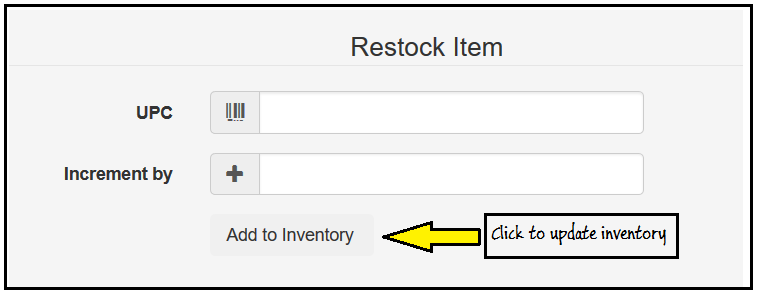 Restock Item
UPC
Increment by
Add to Inventory
Click to update inventory